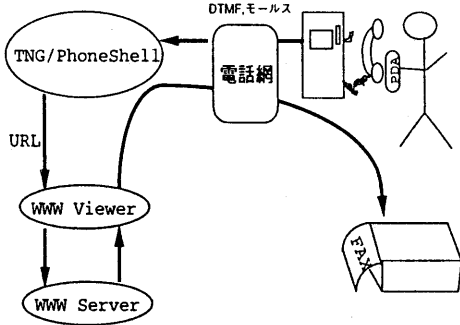 DTMF,モールス
TNG/PhoneShell
電話網
PDA
URL
WWW Viewer
FAX
WWW Server